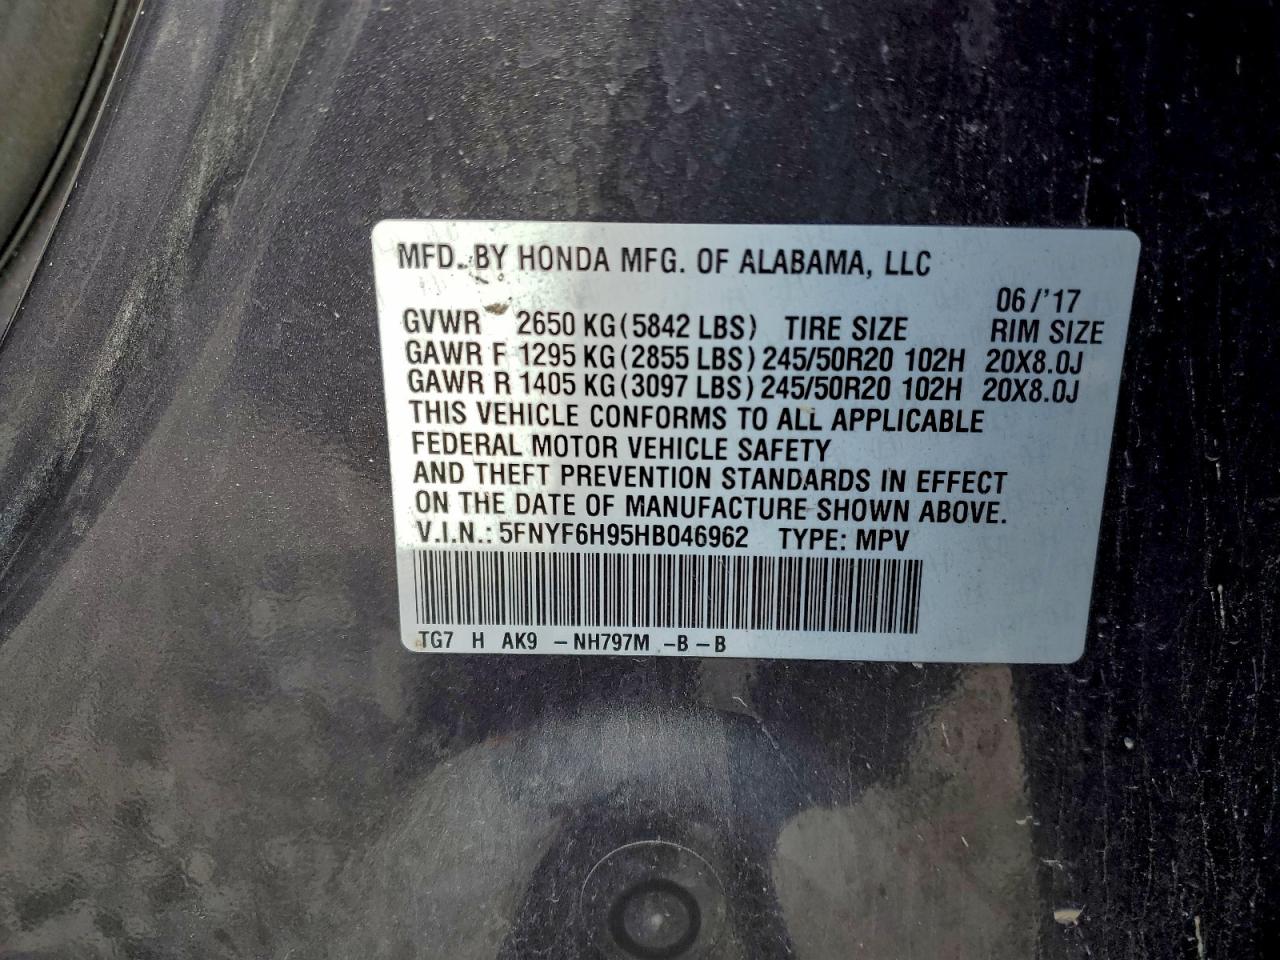 MFD. BY HONDA MFG. OF ALABAMA, LLC
06/'17
GVWR 2650 KG (5842 LBS) TIRE SIZE RIM SIZE
GAWR F 1295 KG (2855 LBS) 245/50R20 102H 20X8.0J
GAWR R 1405 KG (3097 LBS) 245/50R20 102H 20X8.0J
THIS VEHICLE CONFORMS TO ALL APPLICABLE
FEDERAL MOTOR VEHICLE SAFETY
AND THEFT PREVENTION STANDARDS IN EFFECT
ON THE DATE OF MANUFACTURE SHOWN ABOVE.
V.I.N.: 5FNYF6H95HB046962 TYPE: MPV
TG7 H AK9 -NH797M -B-B